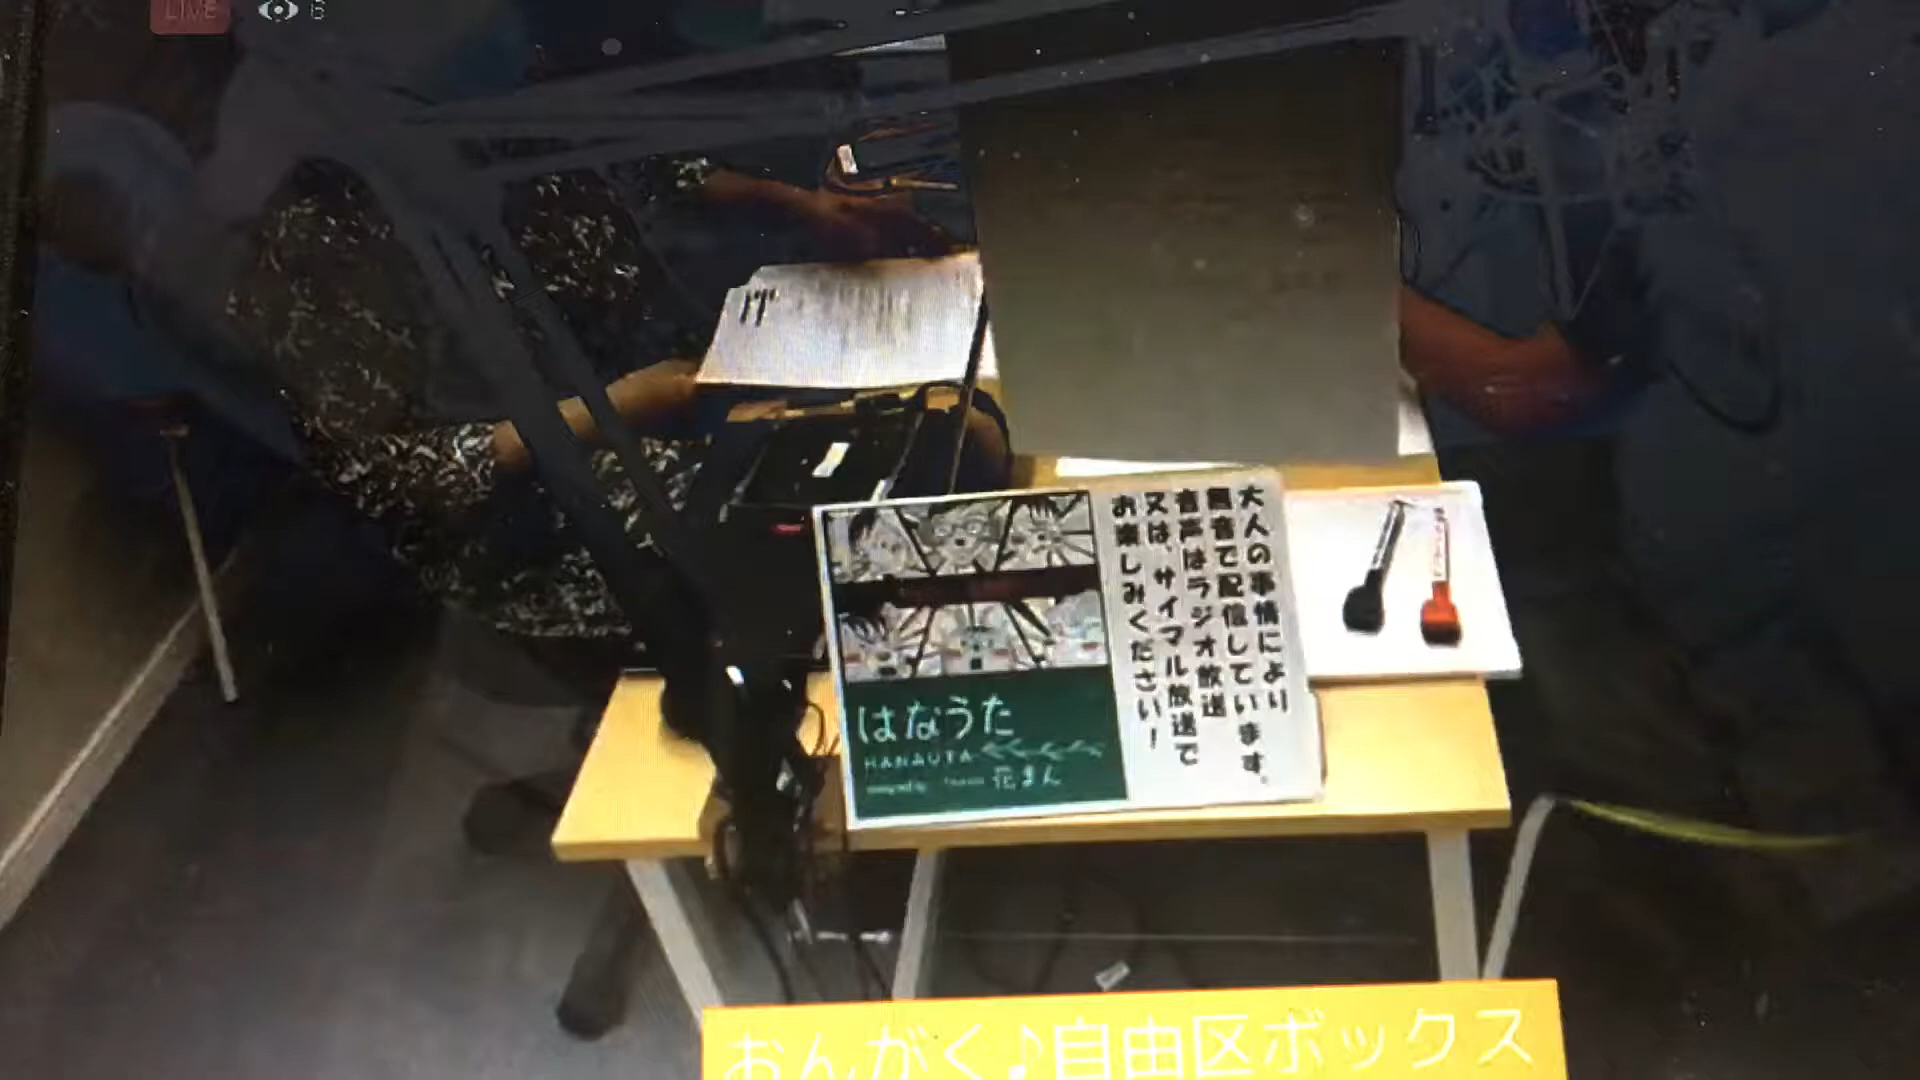 LIVE
6
大人の事情により
無音で配信しています。
音声はラジオ放送
又は、サイマル放送で
お楽しみください！
はなうた
HANAUTA
花まん
おんがく♪自由区ボックス